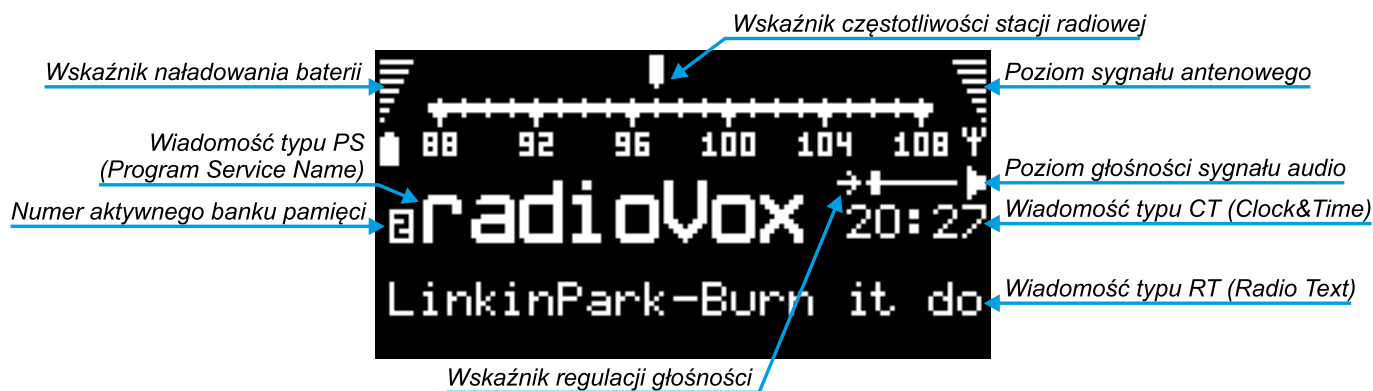 Wskaźnik częstotliwości stacji radiowej
Wskaźnik naładowania baterii
Poziom sygnału antenowego
88 92 96 100 104 108
Wiadomość typu PS
(Program Service Name)
Poziom głośności sygnału audio
Numer aktywnego banku pamięci
2 radioVox 20:27
Wiadomość typu CT (Clock&Time)
LinkinPark-Burn it do
Wiadomość typu RT (Radio Text)
Wskaźnik regulacji głośności